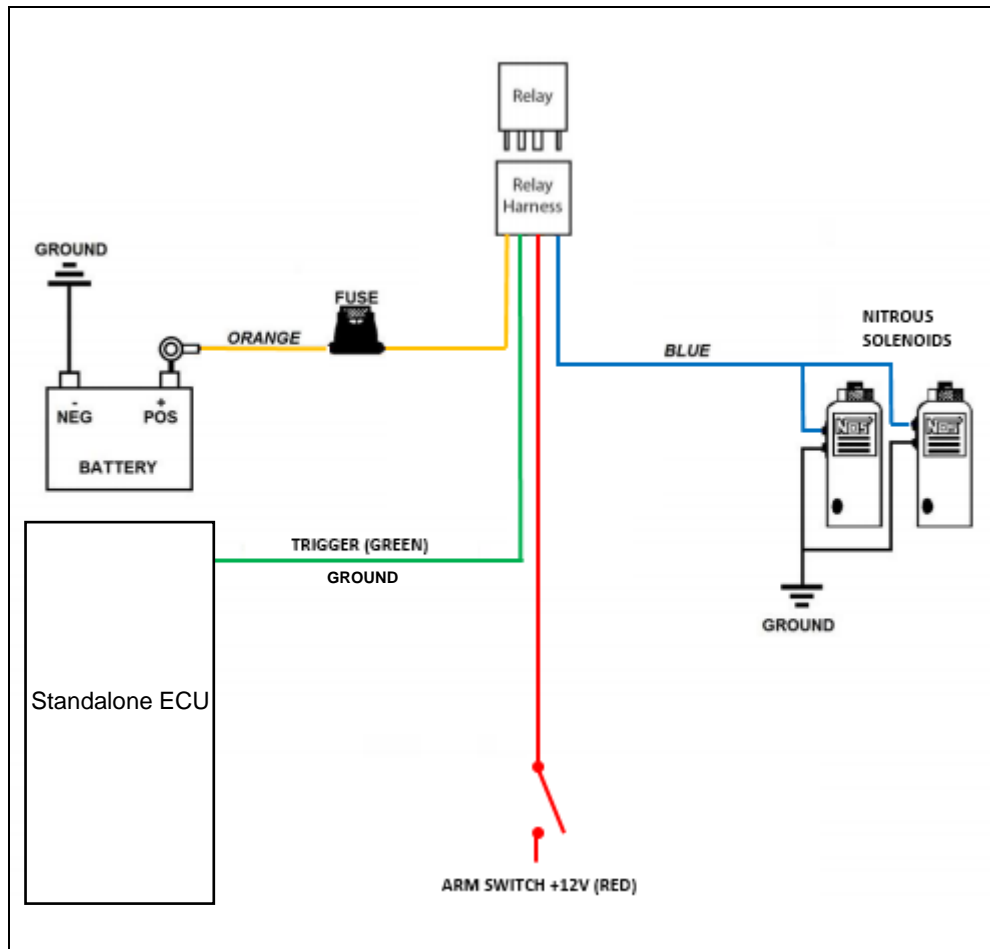 Relay
Relay
Harness
GROUND
FUSE
ORANGE
NITROUS
SOLENOIDS
BLUE
- +
NEG POS
BATTERY
NOS NOS
TRIGGER (GREEN)
GROUND
GROUND
Standalone ECU
ARM SWITCH +12V (RED)